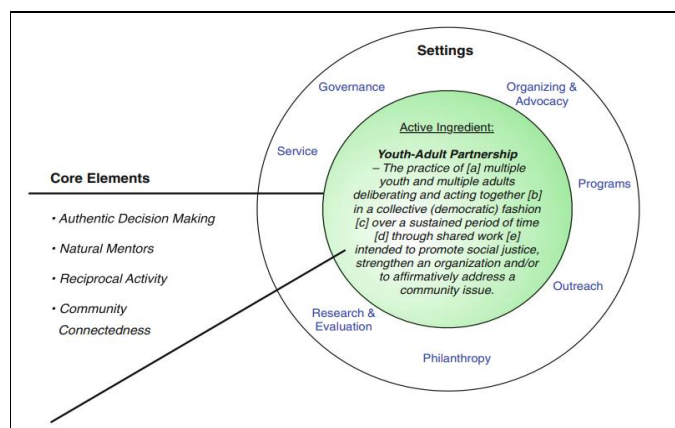 Settings
Governance
Organizing &
Advocacy
Service
Programs
Outreach
Research &
Evaluation
Philanthropy
Active Ingredient:
Youth-Adult Partnership
– The practice of [a] multiple
youth and multiple adults
deliberating and acting together [b]
in a collective (democratic) fashion
[c] over a sustained period of time
[d] through shared work [e]
intended to promote social justice,
strengthen an organization and/or
to affirmatively address a
community issue.
Core Elements
• Authentic Decision Making
• Natural Mentors
• Reciprocal Activity
• Community
Connectedness